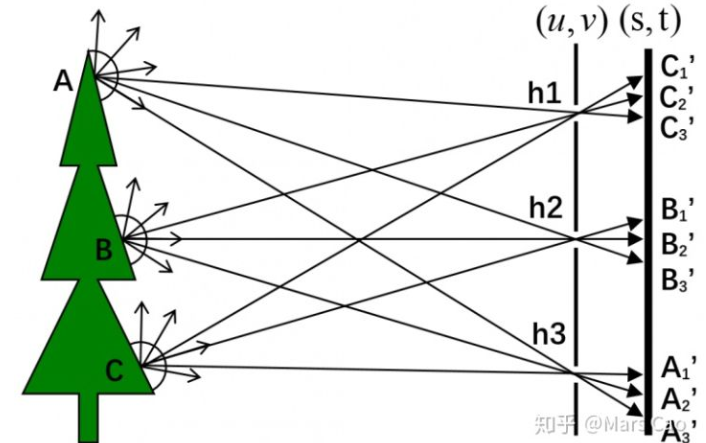 (u, v) (s, t)
A
h1
C1'
C2'
C3'
B
h2
B1'
B2'
B3'
C
h3
A1'
A2'
A3'
知乎 @Mars Cao